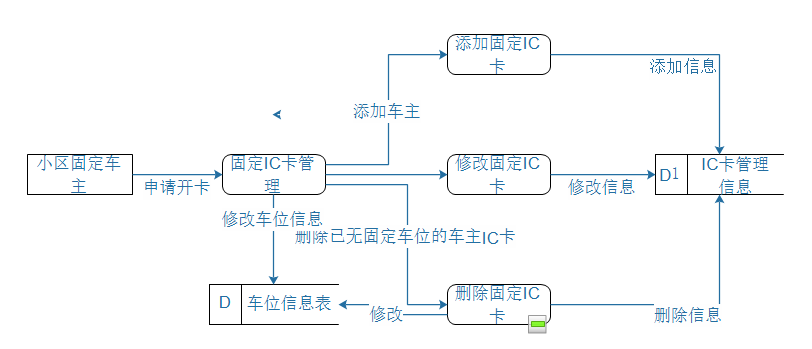 添加固定IC
卡
添加信息
添加车主
小区固定车
主
申请开卡
固定IC卡管
理
修改固定IC
卡
修改信息
D1
IC卡管理
信息
修改车位信息
删除已无固定车位的车主IC卡
D
车位信息表
修改
删除固定IC
卡
删除信息